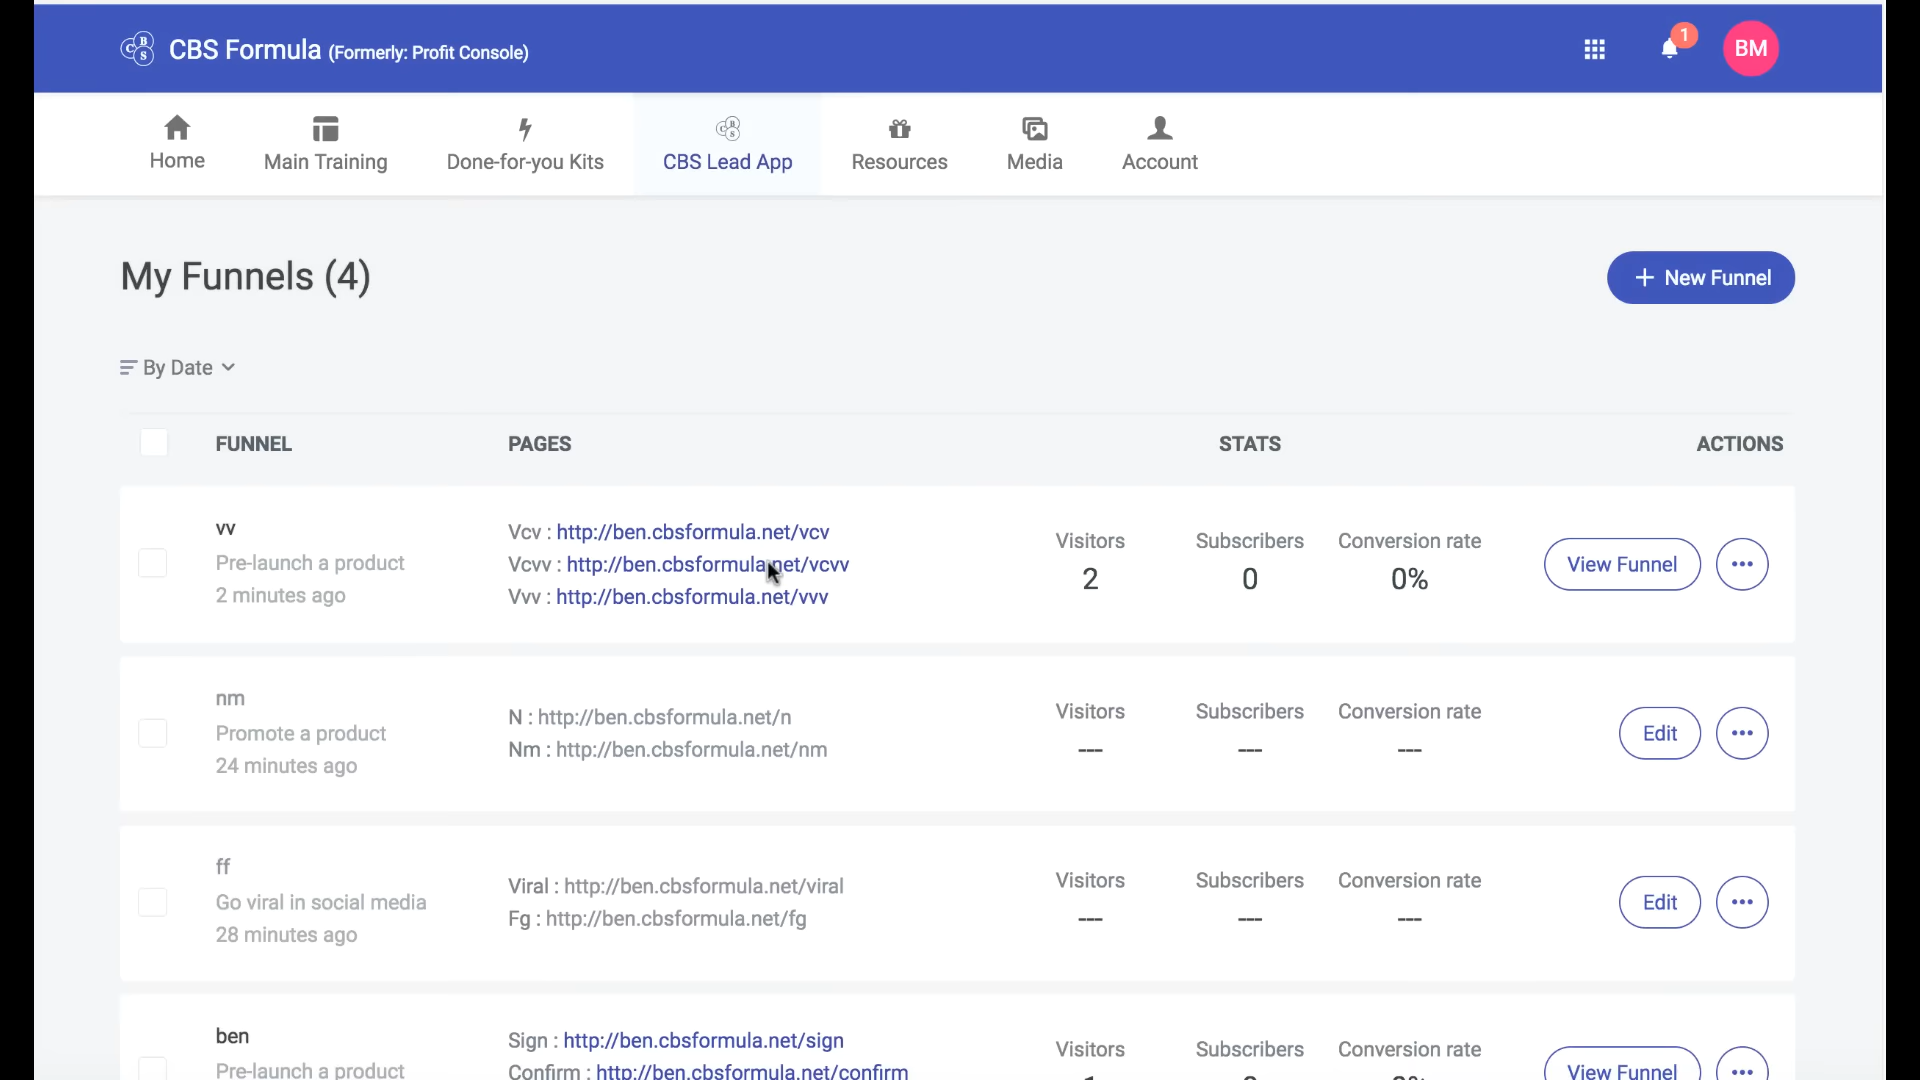 CBS CBS Formula (Formerly: Profit Console) 1 BM
Home Main Training Done-for-you Kits CBS CBS Lead App Resources Media Account
My Funnels (4) + New Funnel
By Date
FUNNEL PAGES STATS ACTIONS
vv
Pre-launch a product
2 minutes ago
Vcv : http://ben.cbsformula.net/vcv
Vcvv : http://ben.cbsformula.net/vcvv
Vvv : http://ben.cbsformula.net/vvv
Visitors Subscribers Conversion rate
2 0 0%
View Funnel
nm
Promote a product
24 minutes ago
N : http://ben.cbsformula.net/n
Nm : http://ben.cbsformula.net/nm
Visitors Subscribers Conversion rate
--- --- ---
Edit
ff
Go viral in social media
28 minutes ago
Viral : http://ben.cbsformula.net/viral
Fg : http://ben.cbsformula.net/fg
Visitors Subscribers Conversion rate
--- --- ---
Edit
ben
Pre-launch a product
Sign : http://ben.cbsformula.net/sign
Confirm : http://ben.cbsformula.net/confirm
Visitors Subscribers Conversion rate
View Funnel